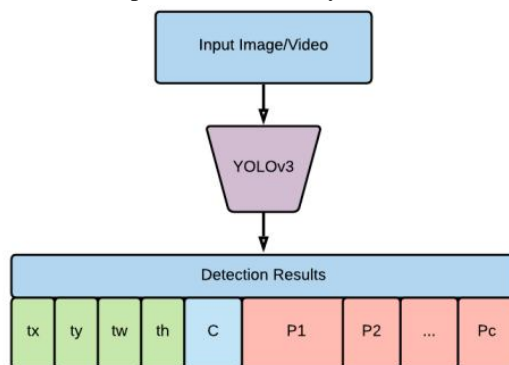 Input Image/Video
YOLOv3
Detection Results
tx ty tw th C P1 P2 ... Pc